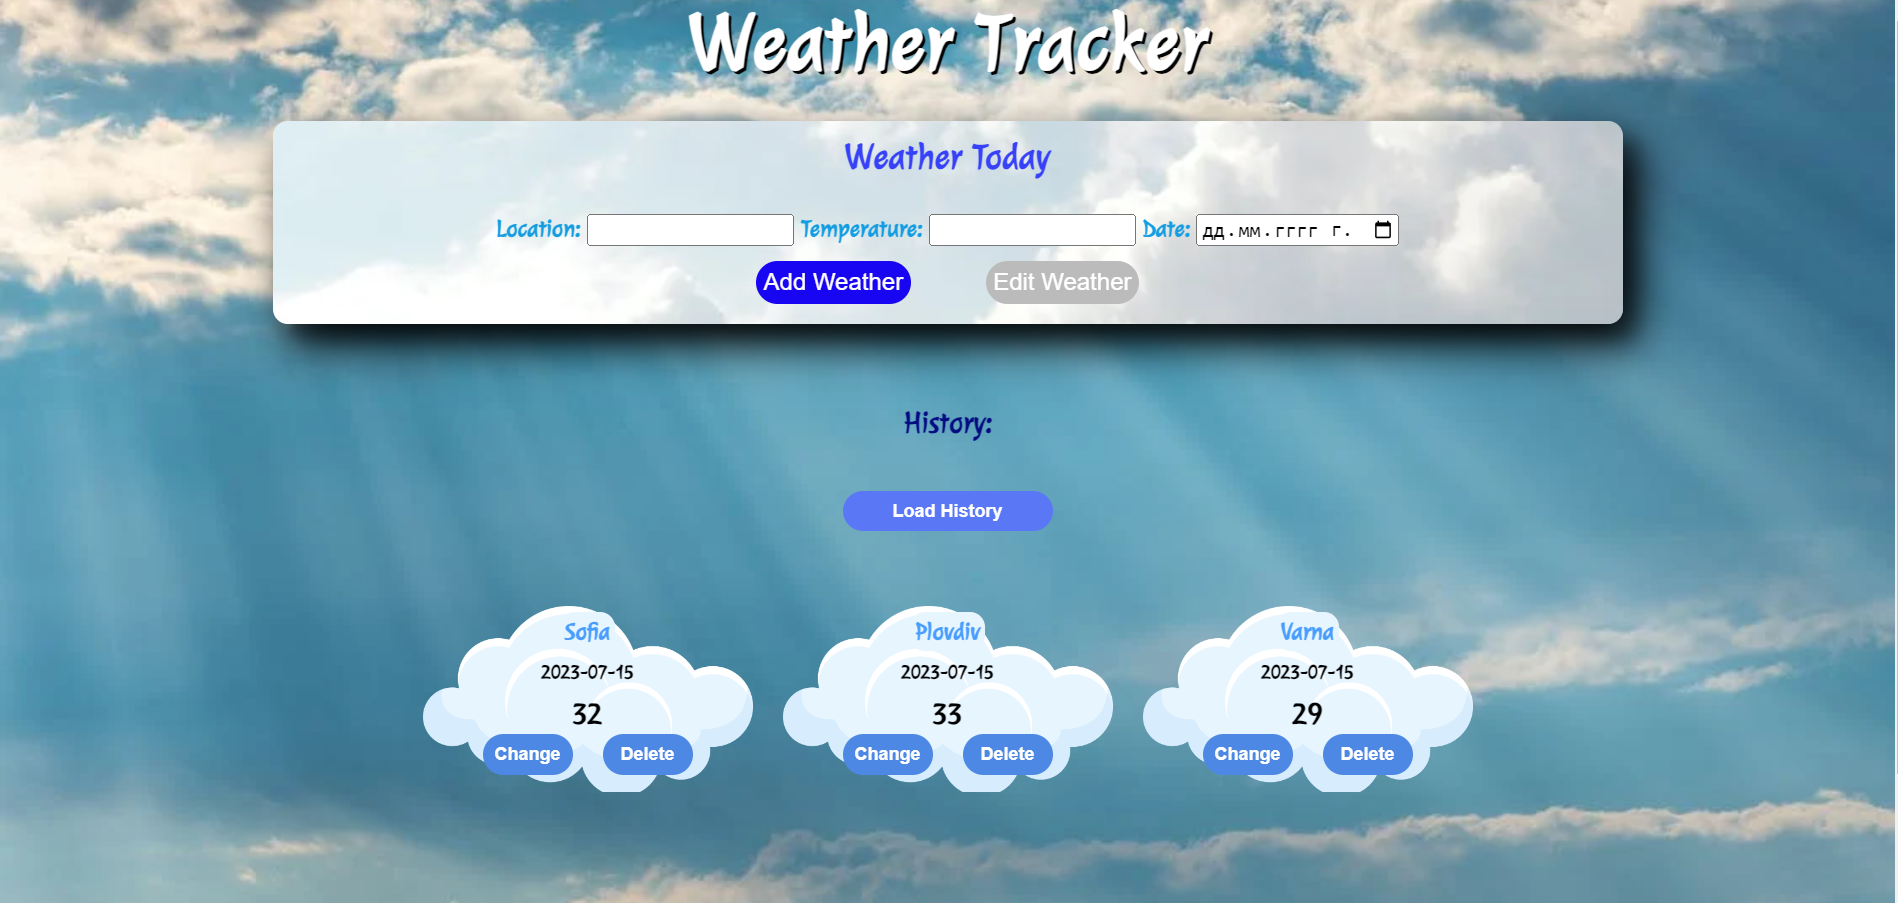 Weather Tracker
Weather Today
Location: Temperature: Date: дд.мм.гггг г.
Add Weather Edit Weather
History:
Load History
Sofia Plovdiv Varna
2023-07-15 2023-07-15 2023-07-15
32 33 29
Change Delete Change Delete Change Delete